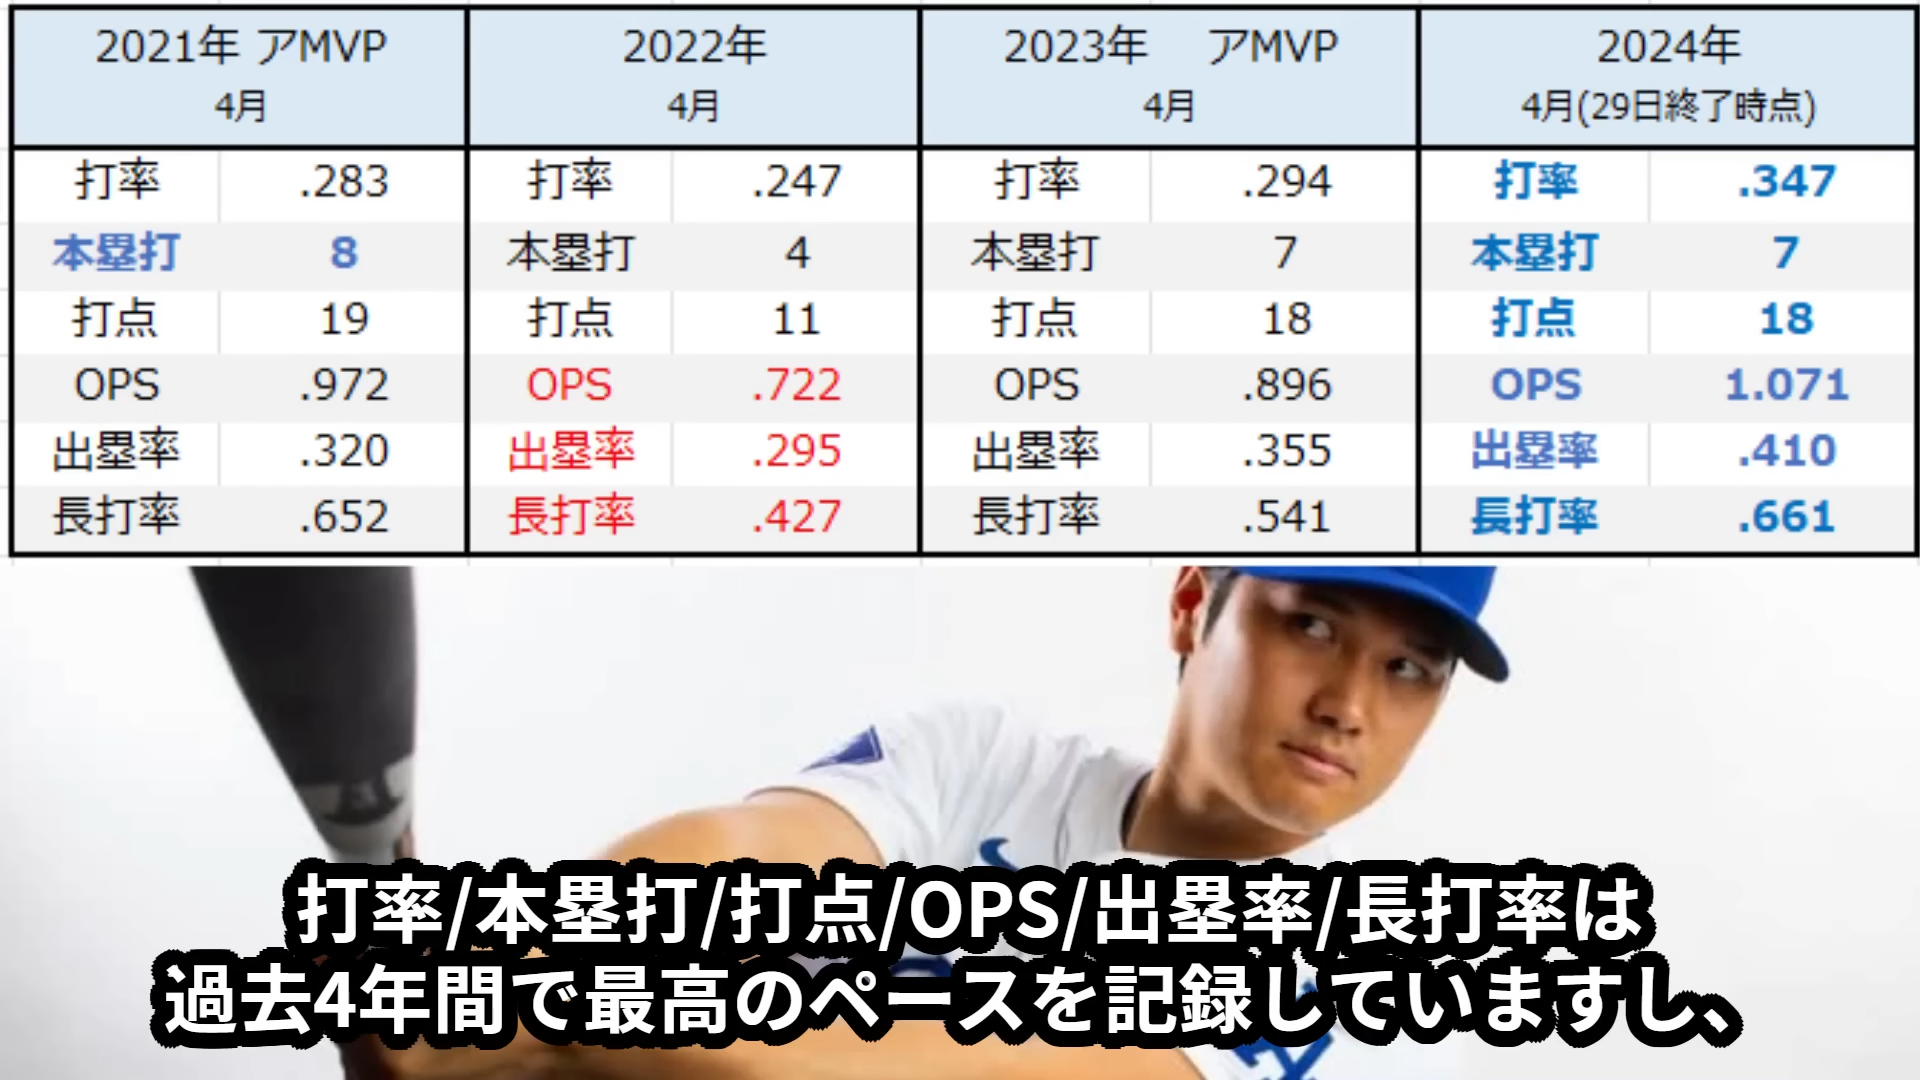 2021年 アMVP
4月
2022年
4月
2023年 アMVP
4月
2024年
4月(29日終了時点)
打率 .283 打率 .247 打率 .294 打率 .347
本塁打 8 本塁打 4 本塁打 7 本塁打 7
打点 19 打点 11 打点 18 打点 18
OPS .972 OPS .722 OPS .896 OPS 1.071
出塁率 .320 出塁率 .295 出塁率 .355 出塁率 .410
長打率 .652 長打率 .427 長打率 .541 長打率 .661
打率/本塁打/打点/OPS/出塁率/長打率は
過去4年間で最高のペースを記録していますし、